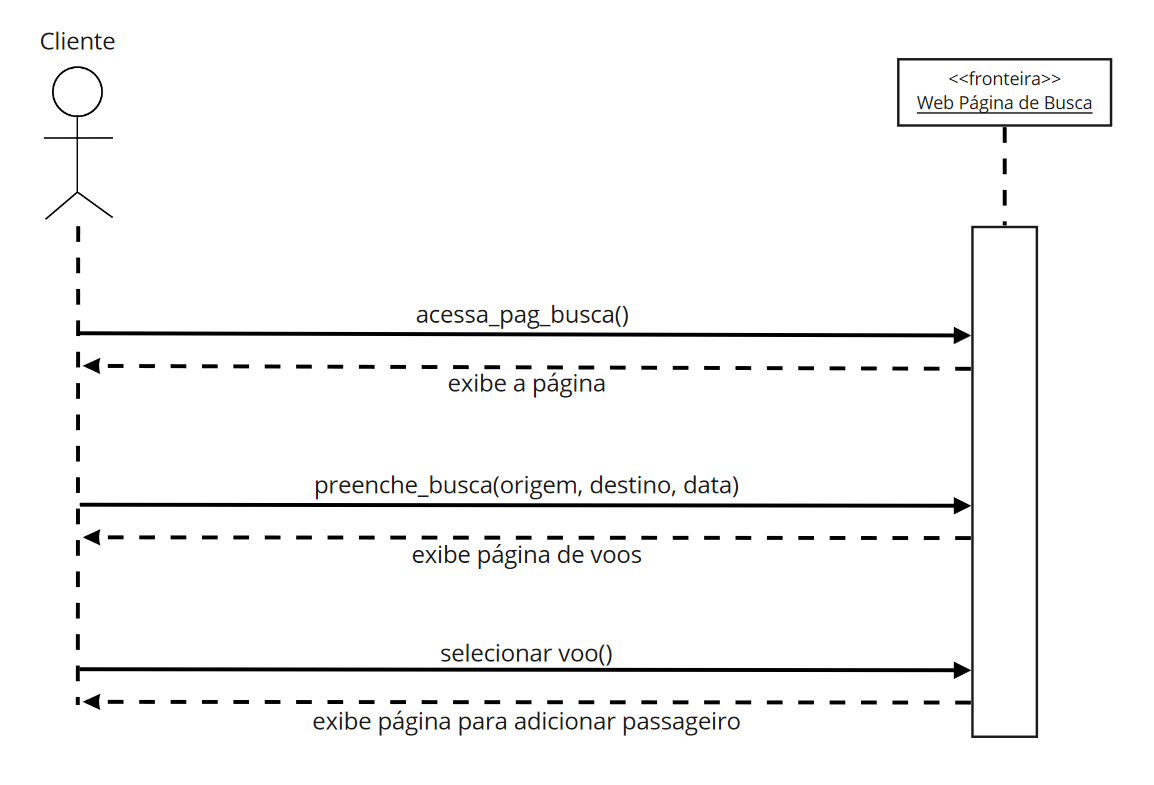 Cliente
<<fronteira>>
Web Página de Busca
acessa_pag_busca()
exibe a página
preenche_busca(origem, destino, data)
exibe página de voos
selecionar voo()
exibe página para adicionar passageiro